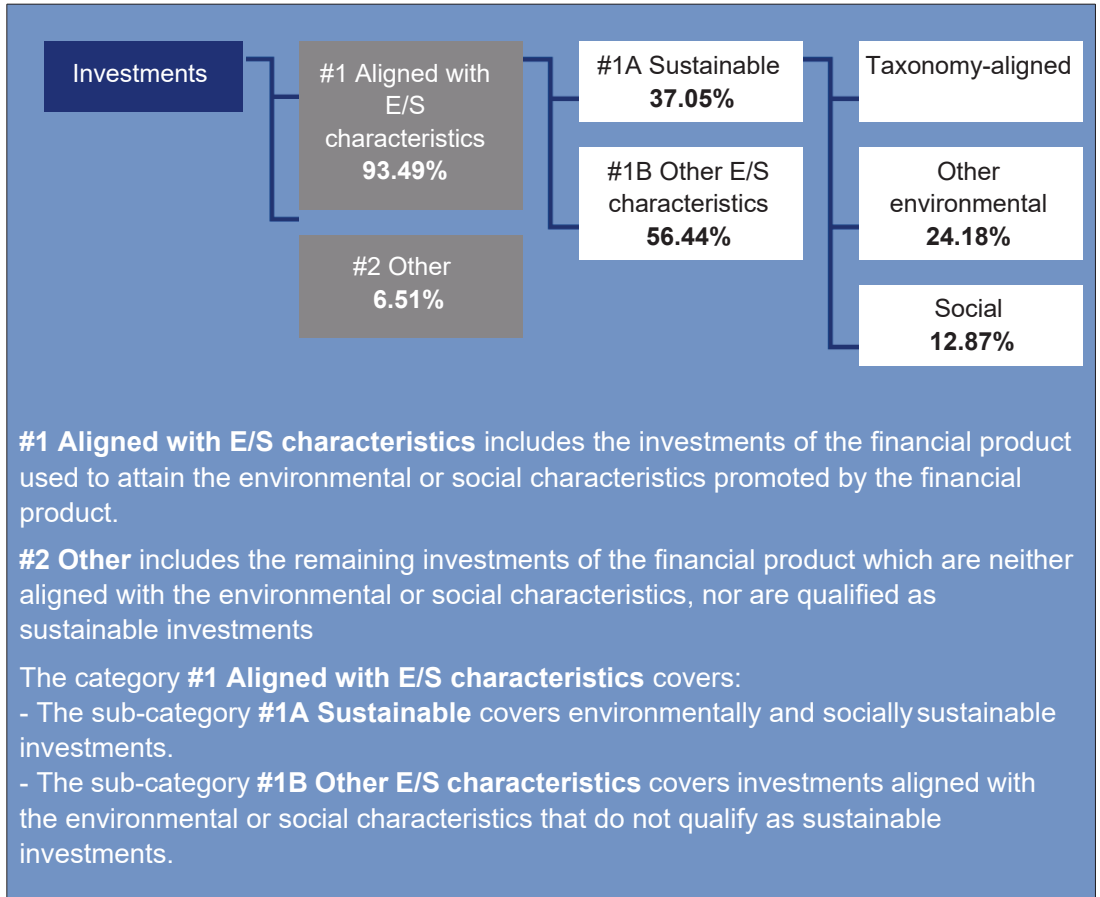 Investments
#1 Aligned with
E/S
characteristics
93.49%
#2 Other
6.51%
#1A Sustainable
37.05%
#1B Other E/S
characteristics
56.44%
Taxonomy-aligned
Other
environmental
24.18%
Social
12.87%
#1 Aligned with E/S characteristics includes the investments of the financial product
used to attain the environmental or social characteristics promoted by the financial
product.
#2 Other includes the remaining investments of the financial product which are neither
aligned with the environmental or social characteristics, nor are qualified as
sustainable investments
The category #1 Aligned with E/S characteristics covers:
- The sub-category #1A Sustainable covers environmentally and socially sustainable
investments.
- The sub-category #1B Other E/S characteristics covers investments aligned with
the environmental or social characteristics that do not qualify as sustainable
investments.